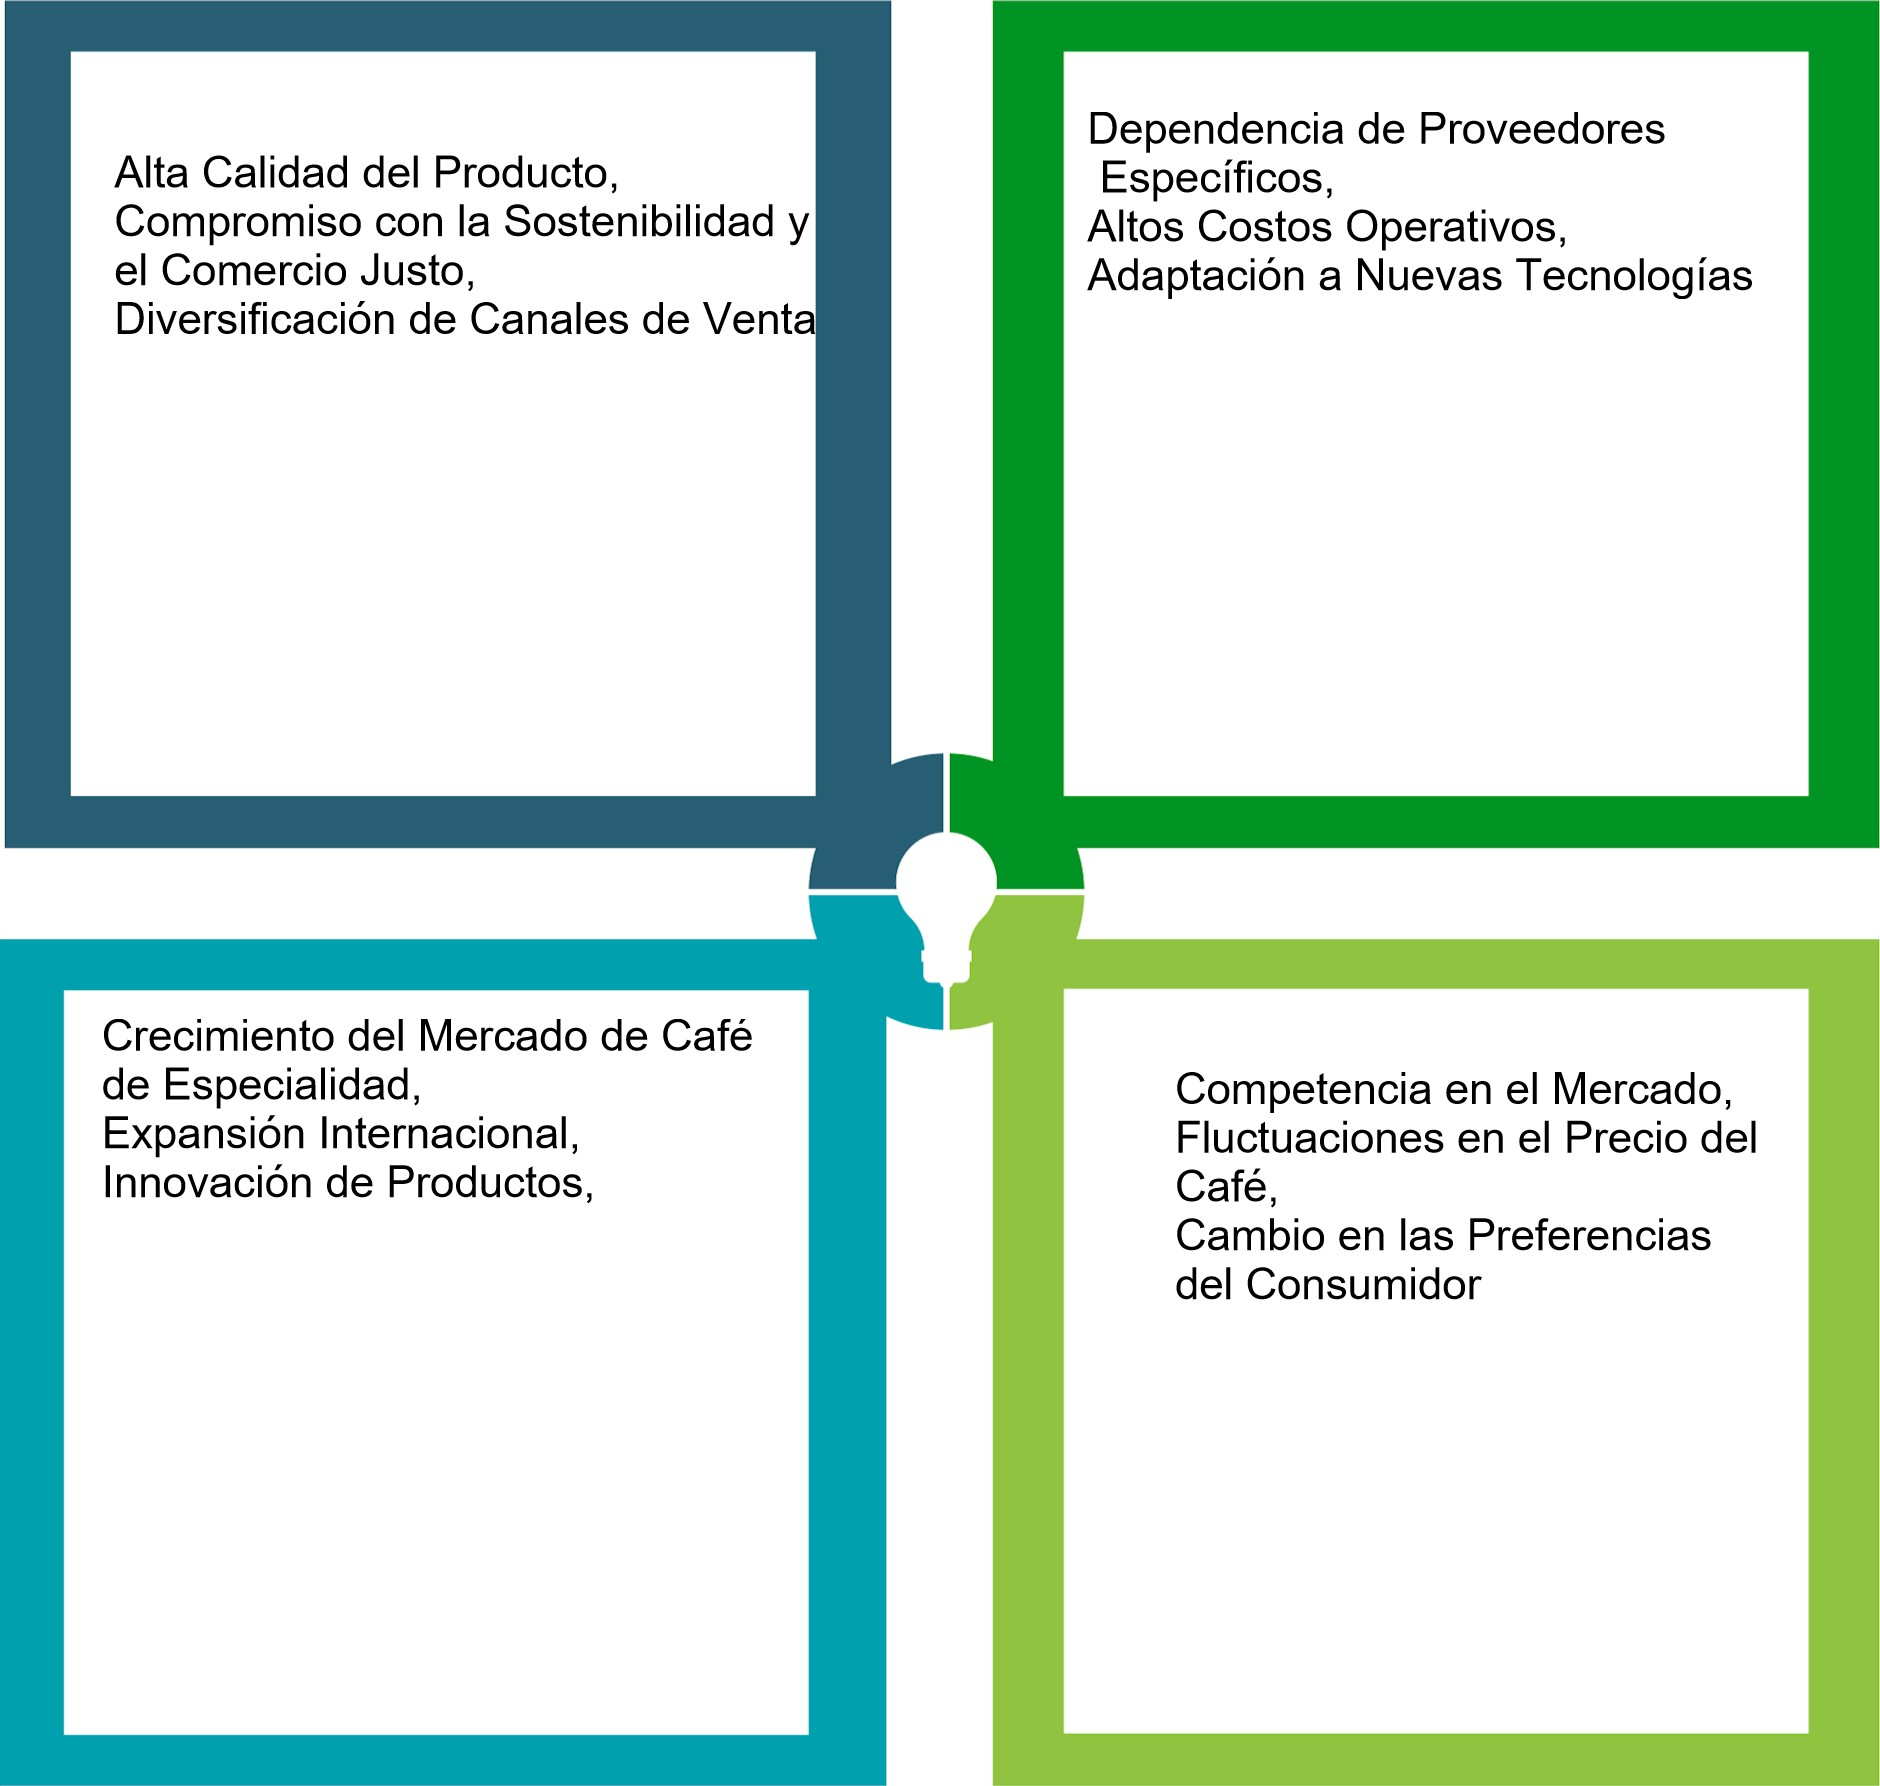 Alta Calidad del Producto,
Compromiso con la Sostenibilidad y
el Comercio Justo,
Diversificación de Canales de Venta
Dependencia de Proveedores
Específicos,
Altos Costos Operativos,
Adaptación a Nuevas Tecnologías
Crecimiento del Mercado de Café
de Especialidad,
Expansión Internacional,
Innovación de Productos,
Competencia en el Mercado,
Fluctuaciones en el Precio del
Café,
Cambio en las Preferencias
del Consumidor